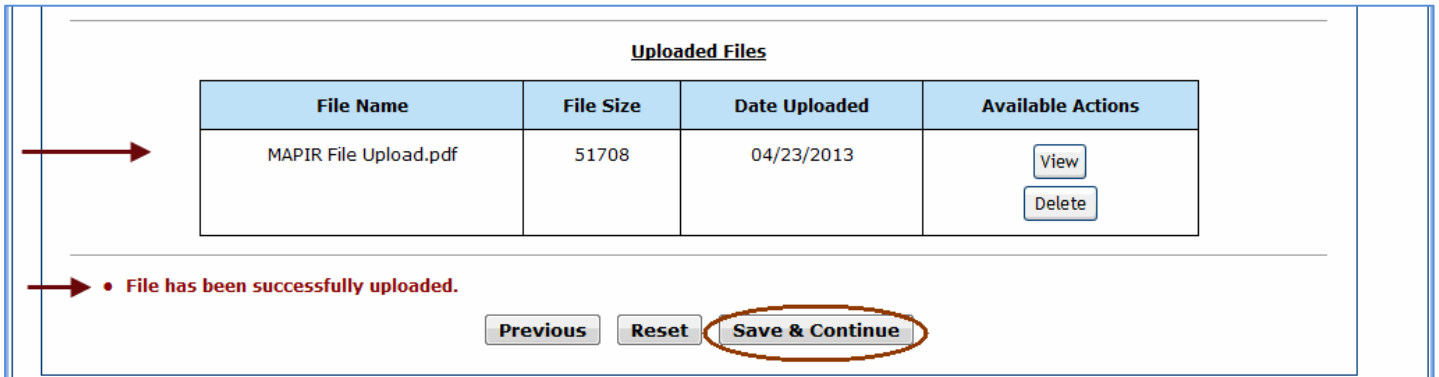 Uploaded Files
File Name File Size Date Uploaded Available Actions
MAPIR File Upload.pdf 51708 04/23/2013 View
Delete
• File has been successfully uploaded.
Previous Reset Save & Continue